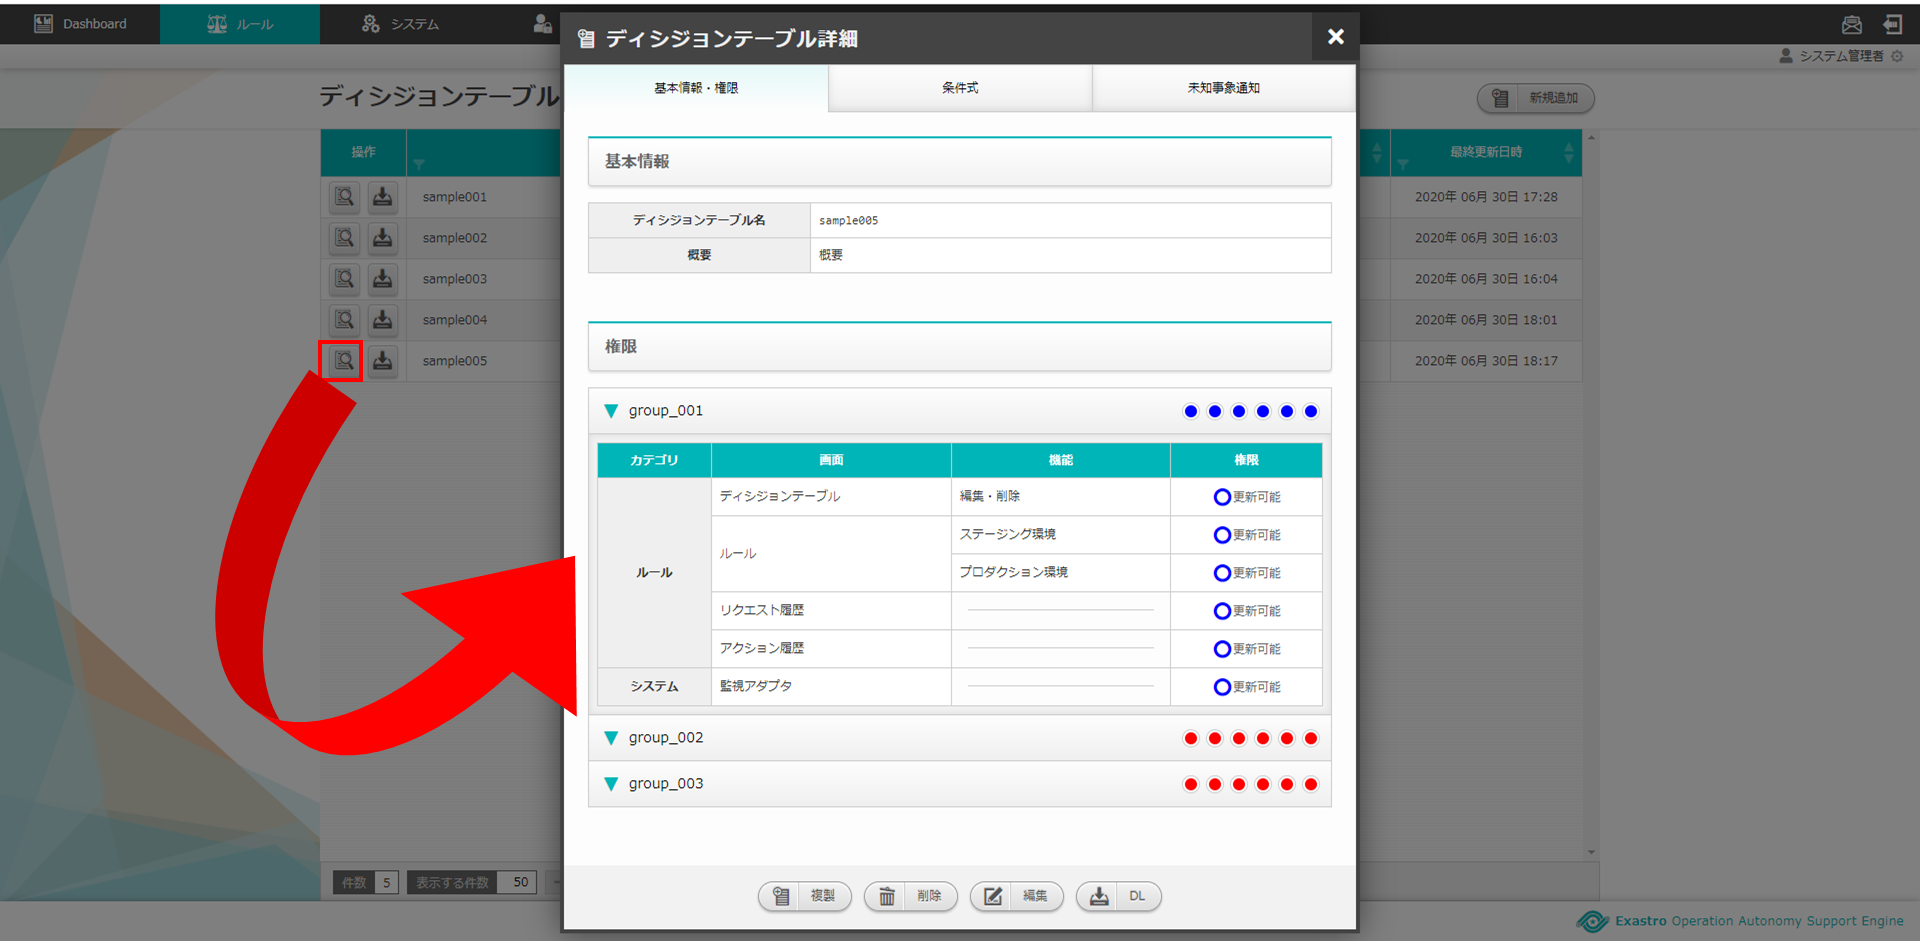 Dashboard
ルール
システム
システム管理者
ディシジョンテーブル
新規追加
操作
最終更新日時
sample001
2020年 06月 30日 17:28
sample002
2020年 06月 30日 16:03
sample003
2020年 06月 30日 16:04
sample004
2020年 06月 30日 18:01
sample005
2020年 06月 30日 18:17
件数 5
表示する件数 50
ディシジョンテーブル詳細
基本情報・権限
条件式
未知事象通知
基本情報
ディシジョンテーブル名 sample005
概要 概要
権限
group_001
カテゴリ 画面 機能 権限
ルール
ディシジョンテーブル 編集・削除 更新可能
ルール
ステージング環境 更新可能
プロダクション環境 更新可能
リクエスト履歴 更新可能
アクション履歴 更新可能
システム 監視アダプタ 更新可能
group_002
group_003
複製
削除
編集
DL
Exastro Operation Autonomy Support Engine